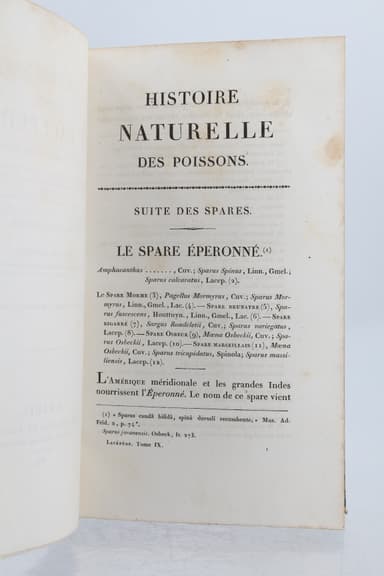 HISTOIRE
NATURELLE
DES POISSONS.
SUITE DES SPARES.
LE SPARE ÉPERONNÉ.(1)
Amphacanthus ......., Cuv.; Sparus Spinus, Linn., Gmel.;
Sparus calcaratus, Lacep. (2).
Le Spare Morme (3), Pagellus Mormyrus, Cuv.; Sparus Mor-
myrus, Linn., Gmel., Lac. (4). — Spare brunatre (5), Spa-
rus fuscescens, Houttuyn, Linn., Gmel., Lac. (6). — Spare
bigarré (7), Sargus Rondeletii, Cuv.; Sparus variegatus,
Lacep. (8). — Spare Osbeck (9), Mæna Osbeckii, Cuv.; Spa-
rus Osbeck, Lacep. (10). — Spare marseillais (11), Mæna
Osbeckii, Cuv.; Sparus tricuspidatus, Spinola; Sparus massi-
liensis, Lacep. (12).
L'Amérique méridionale et les grandes Indes
nourrissent l'Éperonné. Le nom de ce spare vient
(1) « Sparus caudâ bifidâ, spinâ dorsali recumbente. » Mus. Ad.
Frid. 2, p. 74*.
Sparus javanensis. Osbeck, It. 273.
Lacépède. Tome IX.
1